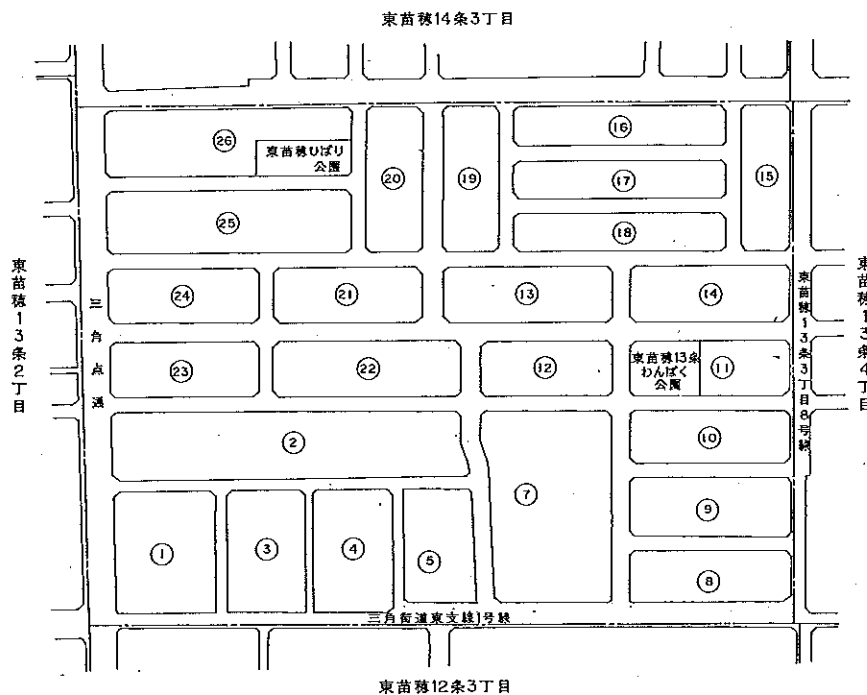 東苗穂14条3丁目
26
東苗穂ひばり
公園
20
19
16
17
18
15
25
24
21
13
14
23
22
12
東苗穂13条
わんぱく
公園
11
2
10
7
9
1
3
4
5
8
東苗穂13条2丁目
三角点通
東苗穂13条3丁目8号線
東苗穂13条4丁目
三角街道東支線1号線
東苗穂12条3丁目